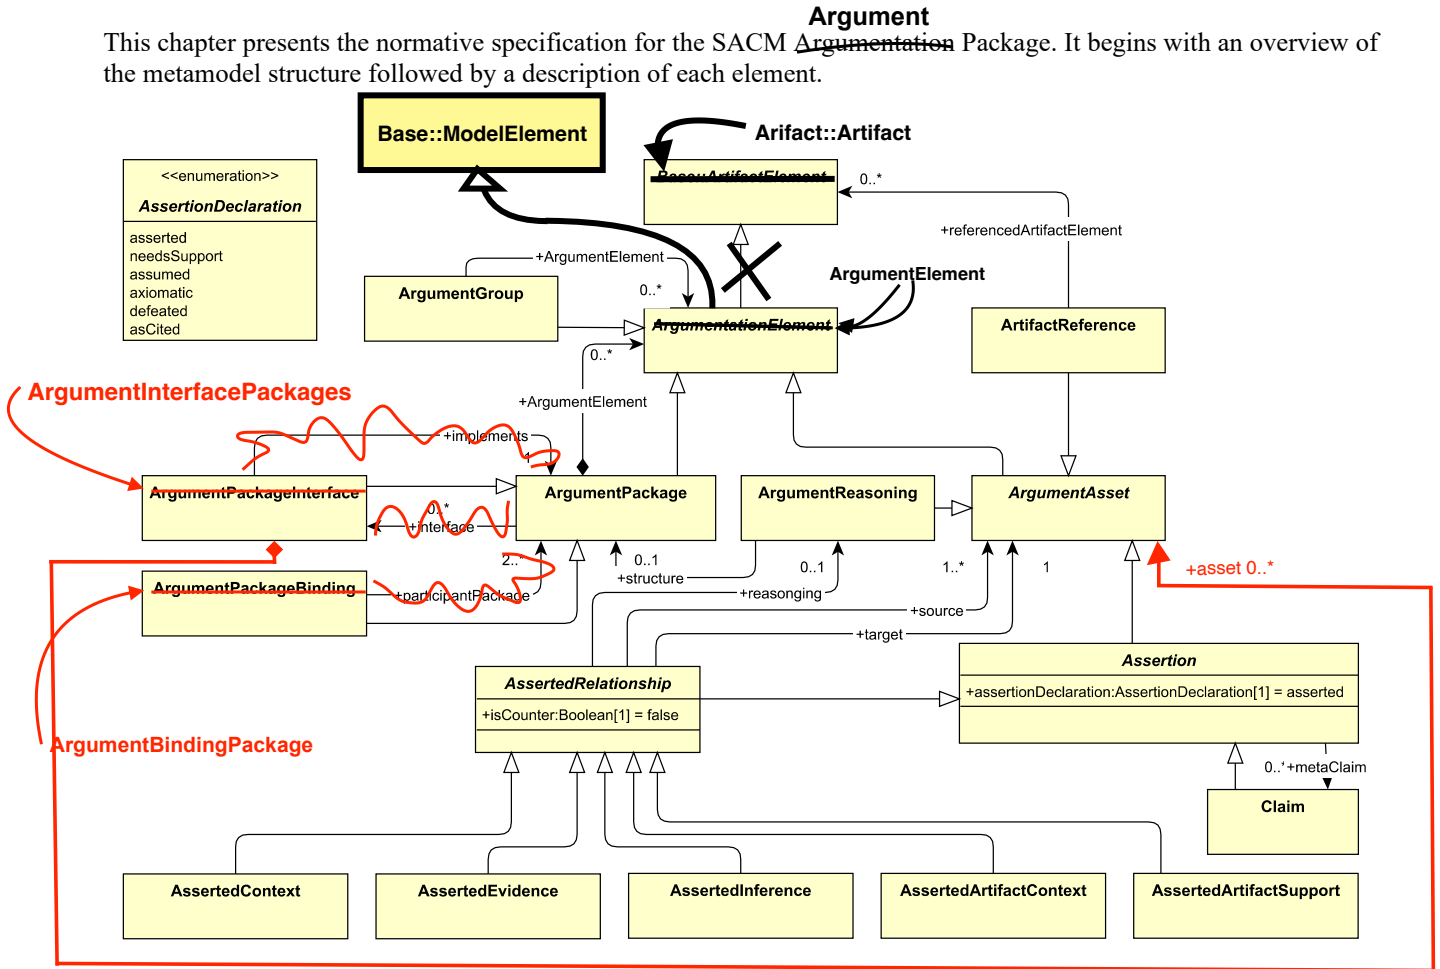 Argument
This chapter presents the normative specification for the SACM Argumentation Package. It begins with an overview of
the metamodel structure followed by a description of each element.
Base::ModelElement
Arifact::Artifact
<<enumeration>>
AssertionDeclaration
asserted
needsSupport
assumed
axiomatic
defeated
asCited
Base::ArtifactElement
0..*
+referencedArtifactElement
+ArgumentElement
0..*
ArgumentElement
ArgumentGroup
ArgumentationElement
ArtifactReference
0..*
ArgumentInterfacePackages
+ArgumentElement
+implements
1
ArgumentPackageInterface
ArgumentPackage
ArgumentReasoning
ArgumentAsset
0..*
+interface
2..*
0..1
0..1
1..*
1
+asset 0..*
+structure
ArgumentPackageBinding
+participantPackage
+reasonging
+source
+target
Assertion
+assertionDeclaration:AssertionDeclaration[1] = asserted
AssertedRelationship
+isCounter:Boolean[1] = false
ArgumentBindingPackage
0..*
+metaClaim
Claim
AssertedContext
AssertedEvidence
AssertedInference
AssertedArtifactContext
AssertedArtifactSupport